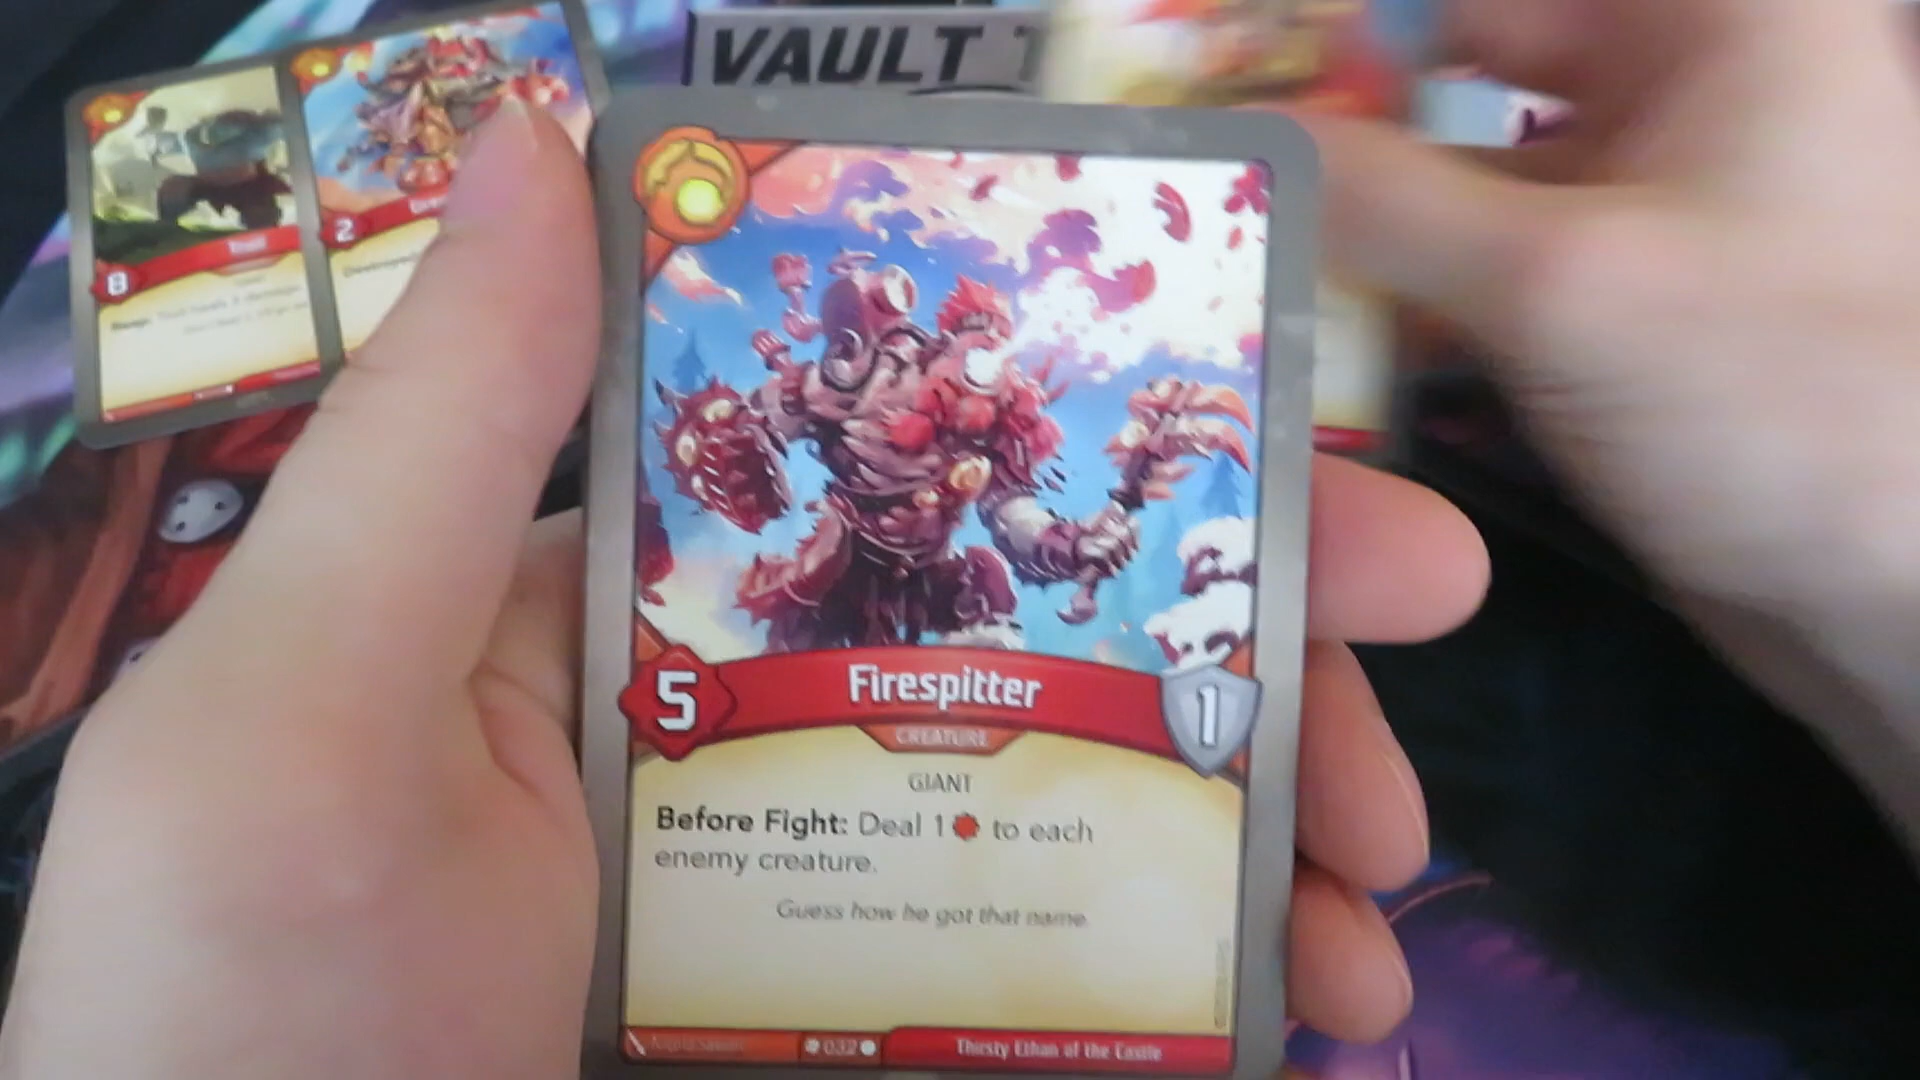 VAULT T
Troll
8
2
Firespitter
5
1
CREATURE
GIANT
Before Fight: Deal 1 to each
enemy creature.
Guess how he got that name.
032
Thirsty Ethan of the Castle